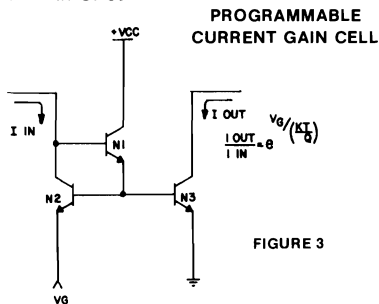 PROGRAMMABLE
CURRENT GAIN CELL
+VCC
I IN
I OUT
I OUT / I IN = e VG/(KT/Q)
N1
N2
N3
FIGURE 3
VG